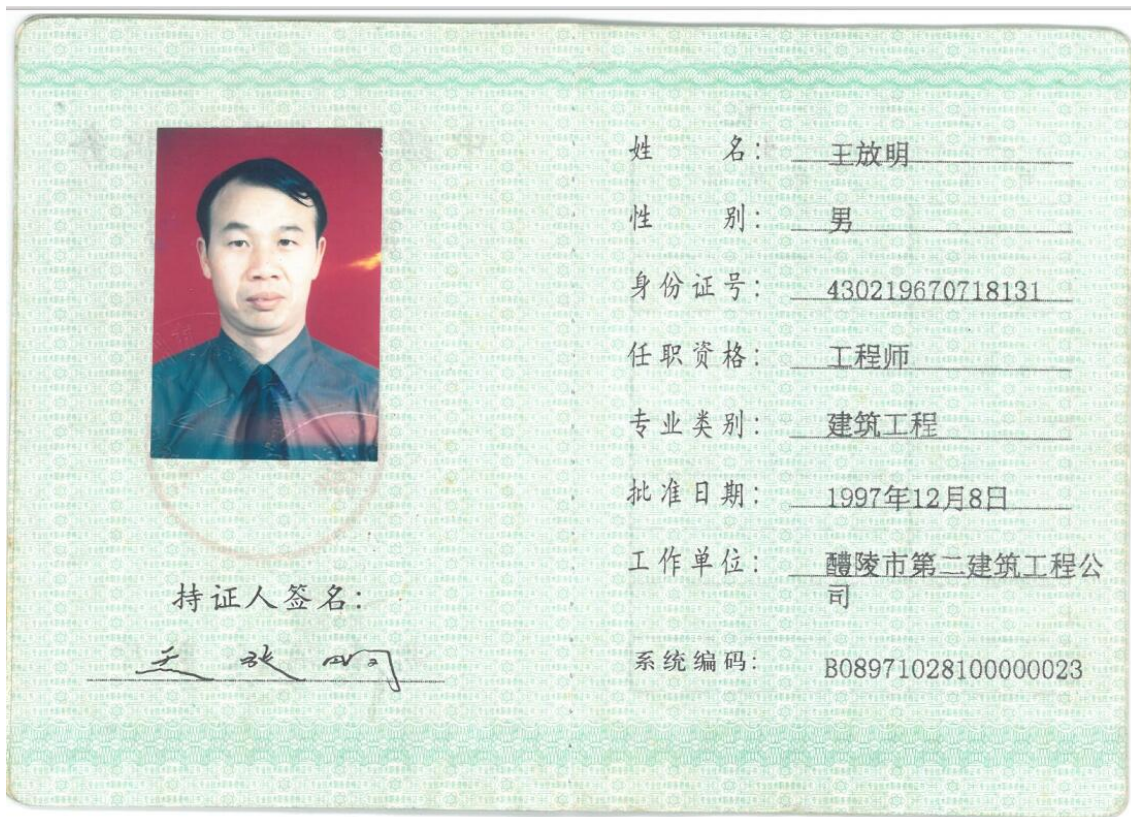 持证人签名:
王放明
姓 名: 王放明
性 别: 男
身份证号: 430219670718131
任职资格: 工程师
专业类别: 建筑工程
批准日期: 1997年12月8日
工作单位: 醴陵市第二建筑工程公
司
系统编码: B08971028100000023